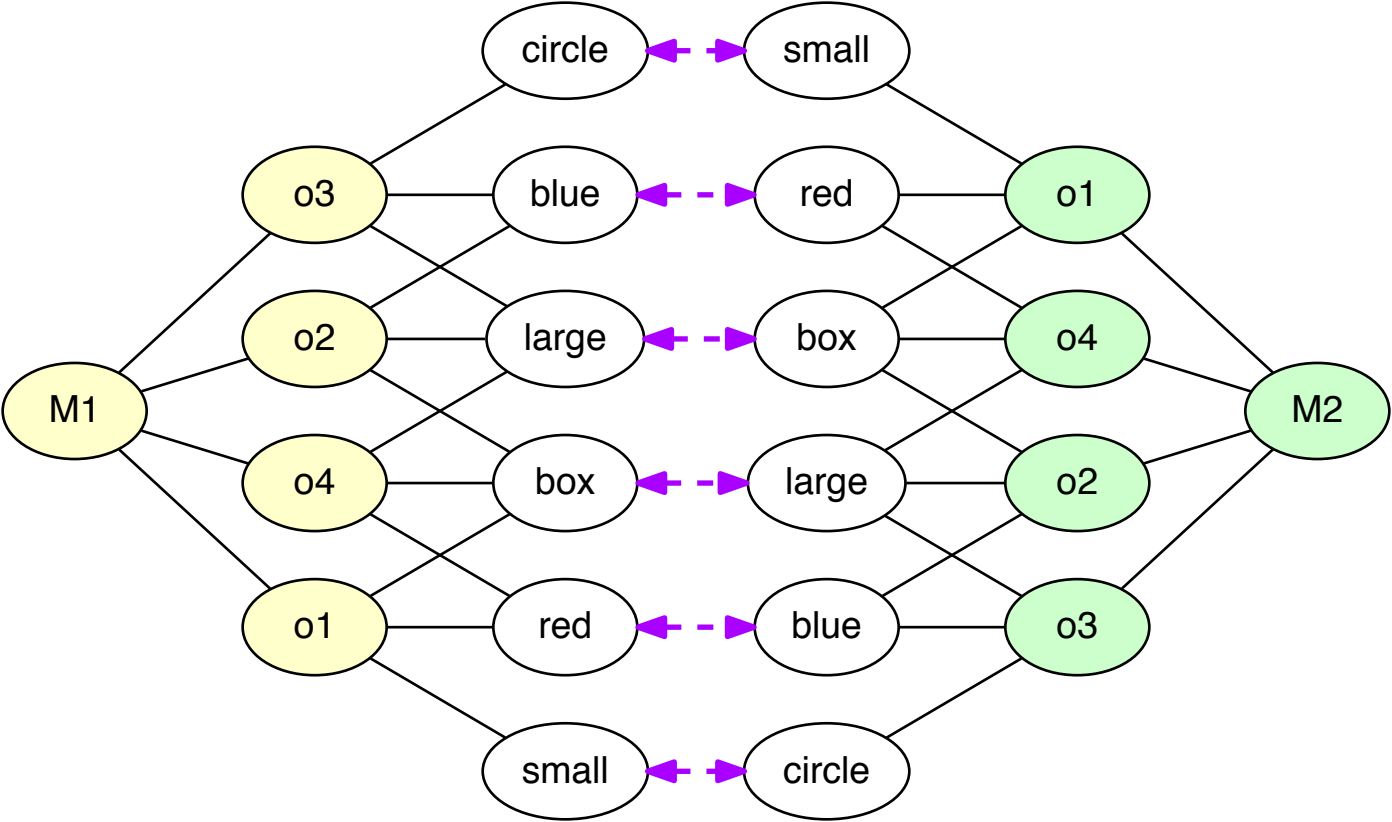 circle small
o3 blue red o1
o2 large box o4
M1 M2
o4 box large o2
o1 red blue o3
small circle